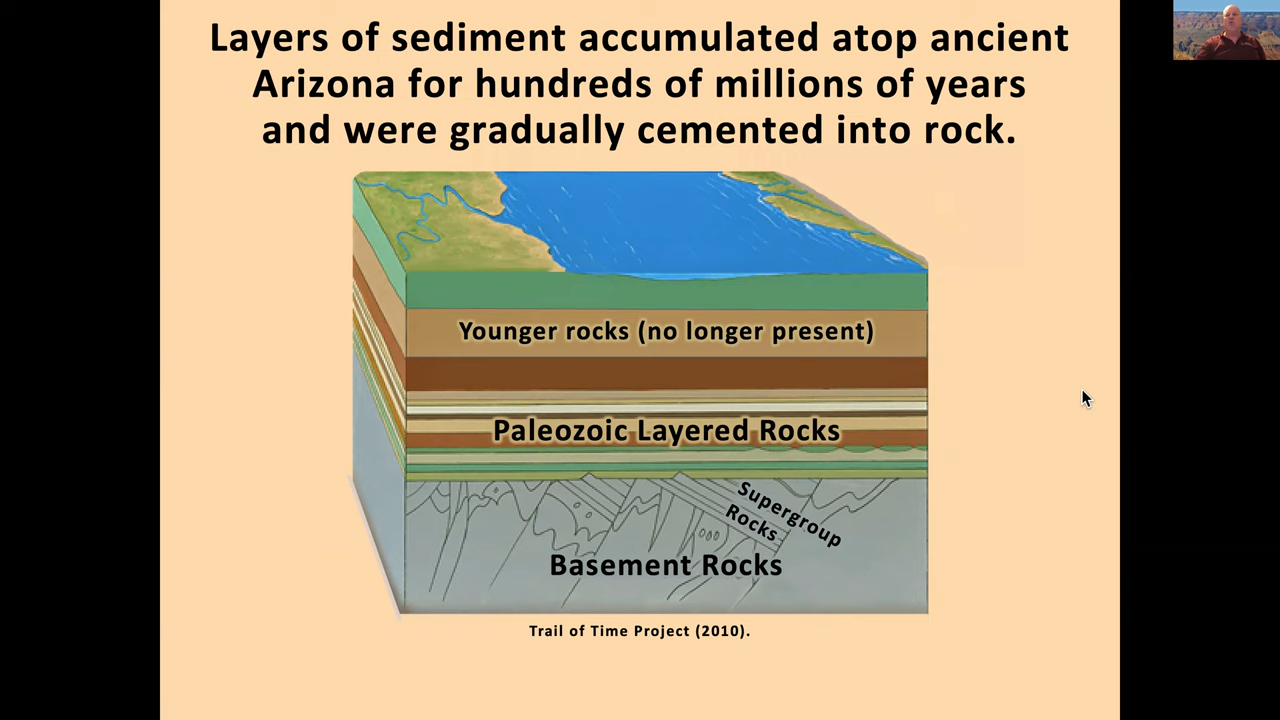 Layers of sediment accumulated atop ancient
Arizona for hundreds of millions of years
and were gradually cemented into rock.
Younger rocks (no longer present)
Paleozoic Layered Rocks
Supergroup
Rocks
Basement Rocks
Trail of Time Project (2010).